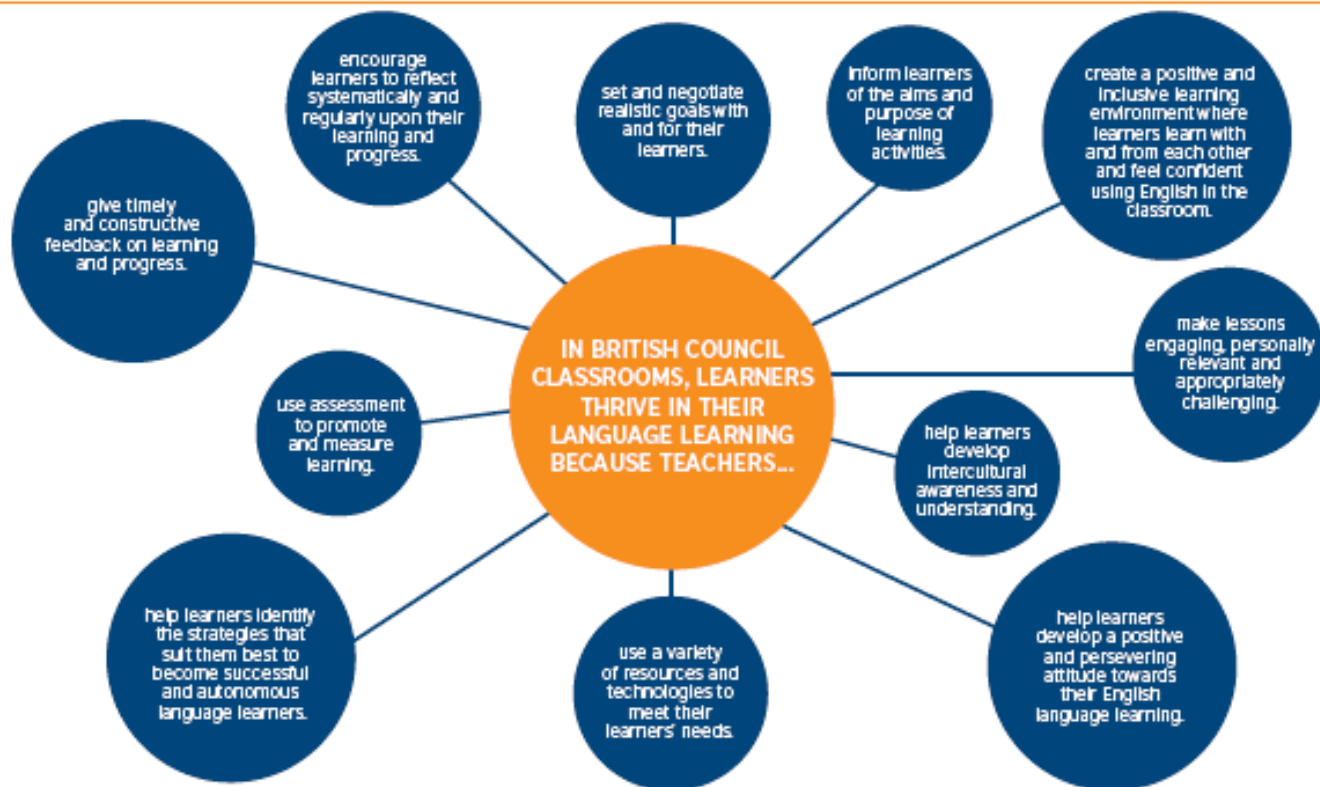 encourage
learners to reflect
systematically and
regularly upon their
learning and
progress.
set and negotiate
realistic goals with
and for their
learners.
inform learners
of the aims and
purpose of
learning
activities.
create a positive and
inclusive learning
environment where
learners learn with
and from each other
and feel confident
using English in the
classroom.
give timely
and constructive
feedback on learning
and progress.
IN BRITISH COUNCIL
CLASSROOMS, LEARNERS
THRIVE IN THEIR
LANGUAGE LEARNING
BECAUSE TEACHERS...
make lessons
engaging, personally
relevant and
appropriately
challenging.
use assessment
to promote
and measure
learning.
help learners
develop
intercultural
awareness and
understanding.
help learners identify
the strategies that
suit them best to
become successful
and autonomous
language learners.
use a variety
of resources and
technologies to
meet their
learners' needs.
help learners
develop a positive
and persevering
attitude towards
their English
language learning.